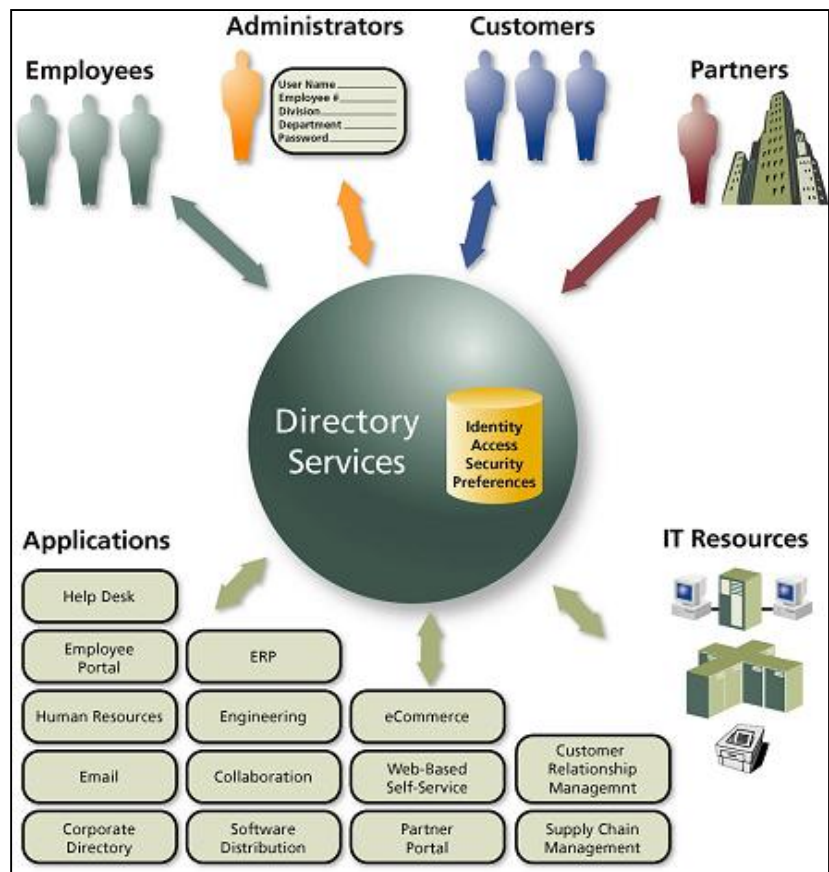 Administrators
Customers
Employees
Partners
User Name
Employee #
Division
Department
Password
Directory
Services
Identity
Access
Security
Preferences
Applications
IT Resources
Help Desk
Employee
Portal
ERP
Human Resources
Engineering
eCommerce
Email
Collaboration
Web-Based
Self-Service
Customer
Relationship
Managemnt
Corporate
Directory
Software
Distribution
Partner
Portal
Supply Chain
Management